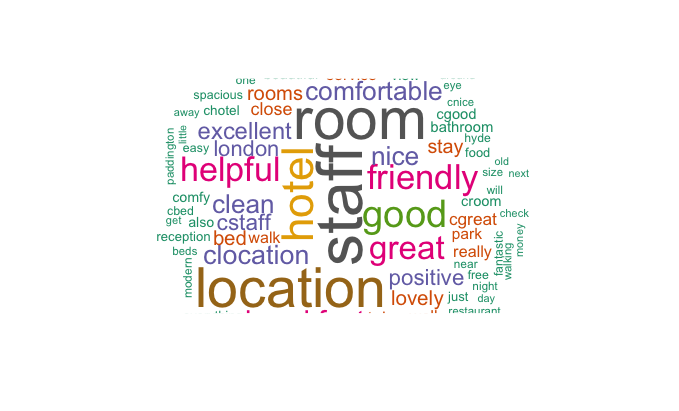 one
spacious rooms comfortable eye
away chotel close room cnice
cgood
little excellent bathroom
paddington easy london hotel staff nice stay hyde
food
helpful friendly size old next
comfy clean will
cbed croom
get also cstaff good cgreat check
reception bed walk great park
beds clocation really fantastic walking money
modern near
location positive free
night
lovely just day
restaurant